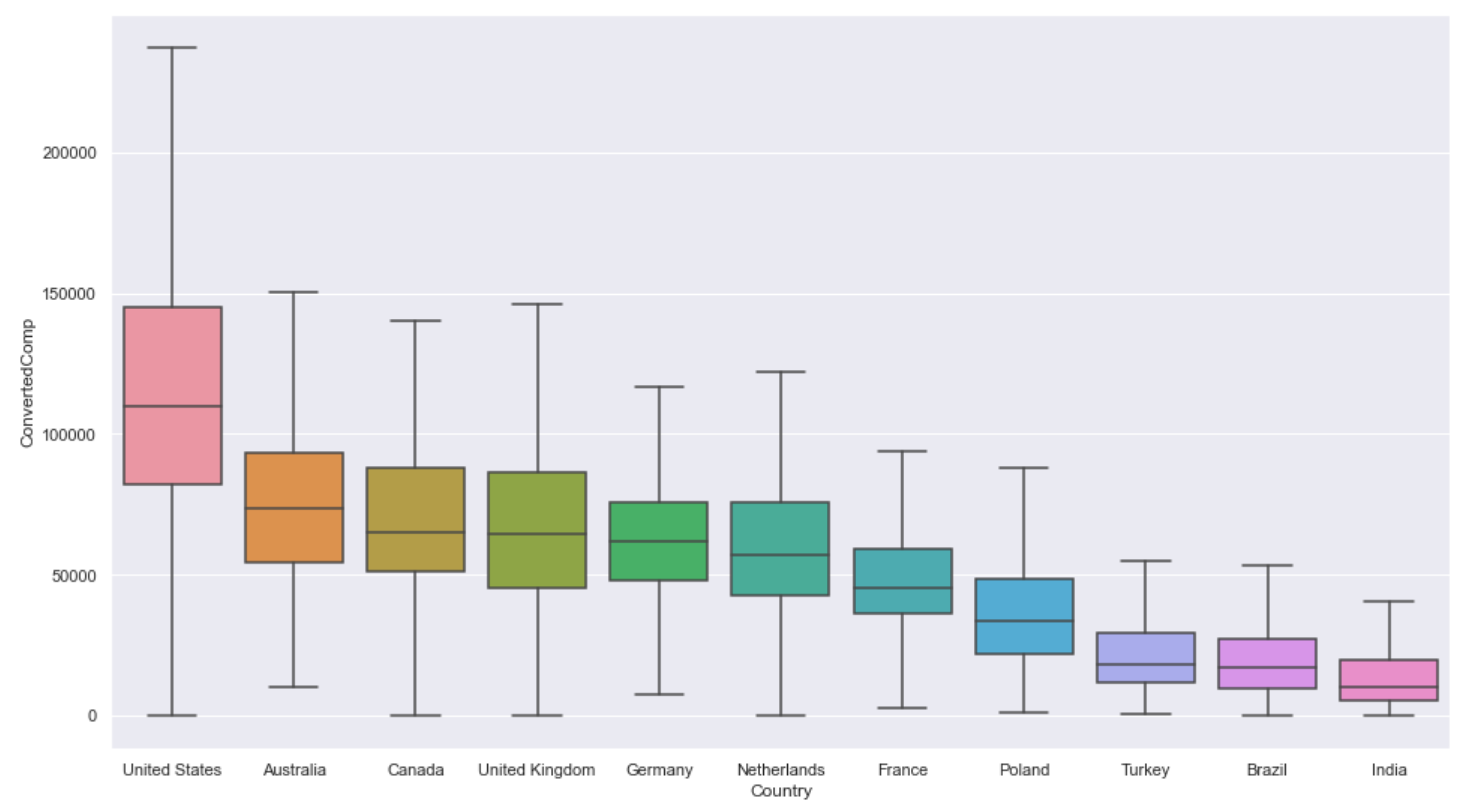 200000
150000
100000
50000
0
ConvertedComp
United States Australia Canada United Kingdom Germany Netherlands France Poland Turkey Brazil India
Country